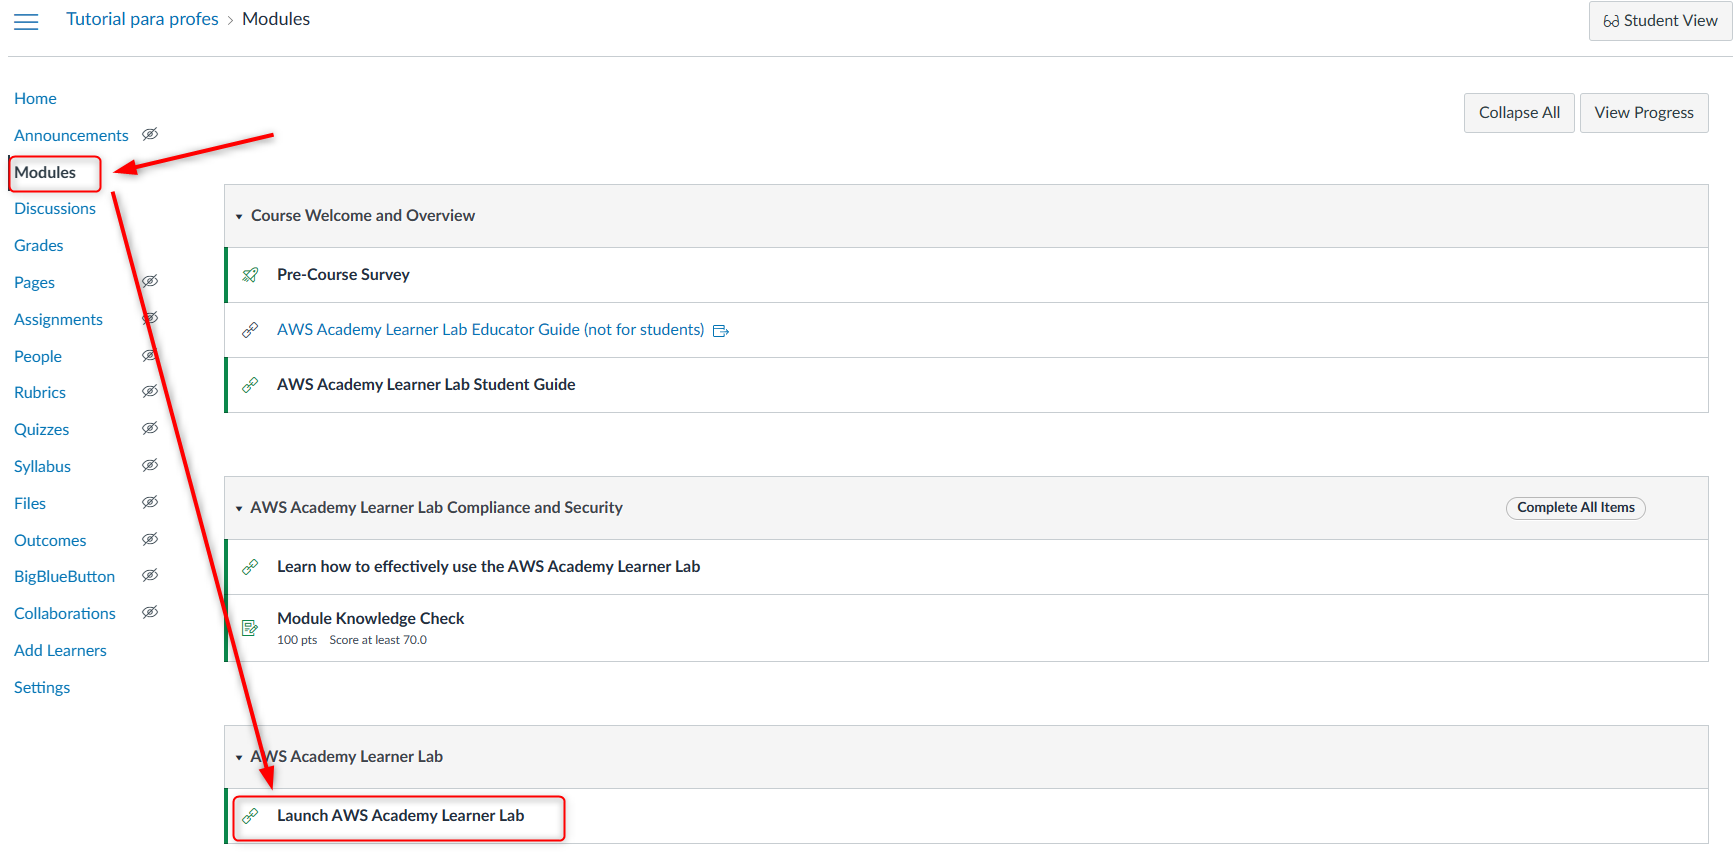 Tutorial para profes > Modules
Student View
Home
Announcements
Modules
Discussions
Grades
Pages
Assignments
People
Rubrics
Quizzes
Syllabus
Files
Outcomes
BigBlueButton
Collaborations
Add Learners
Settings
Collapse All
View Progress
Course Welcome and Overview
Pre-Course Survey
AWS Academy Learner Lab Educator Guide (not for students)
AWS Academy Learner Lab Student Guide
AWS Academy Learner Lab Compliance and Security
Complete All Items
Learn how to effectively use the AWS Academy Learner Lab
Module Knowledge Check
100 pts Score at least 70.0
AWS Academy Learner Lab
Launch AWS Academy Learner Lab